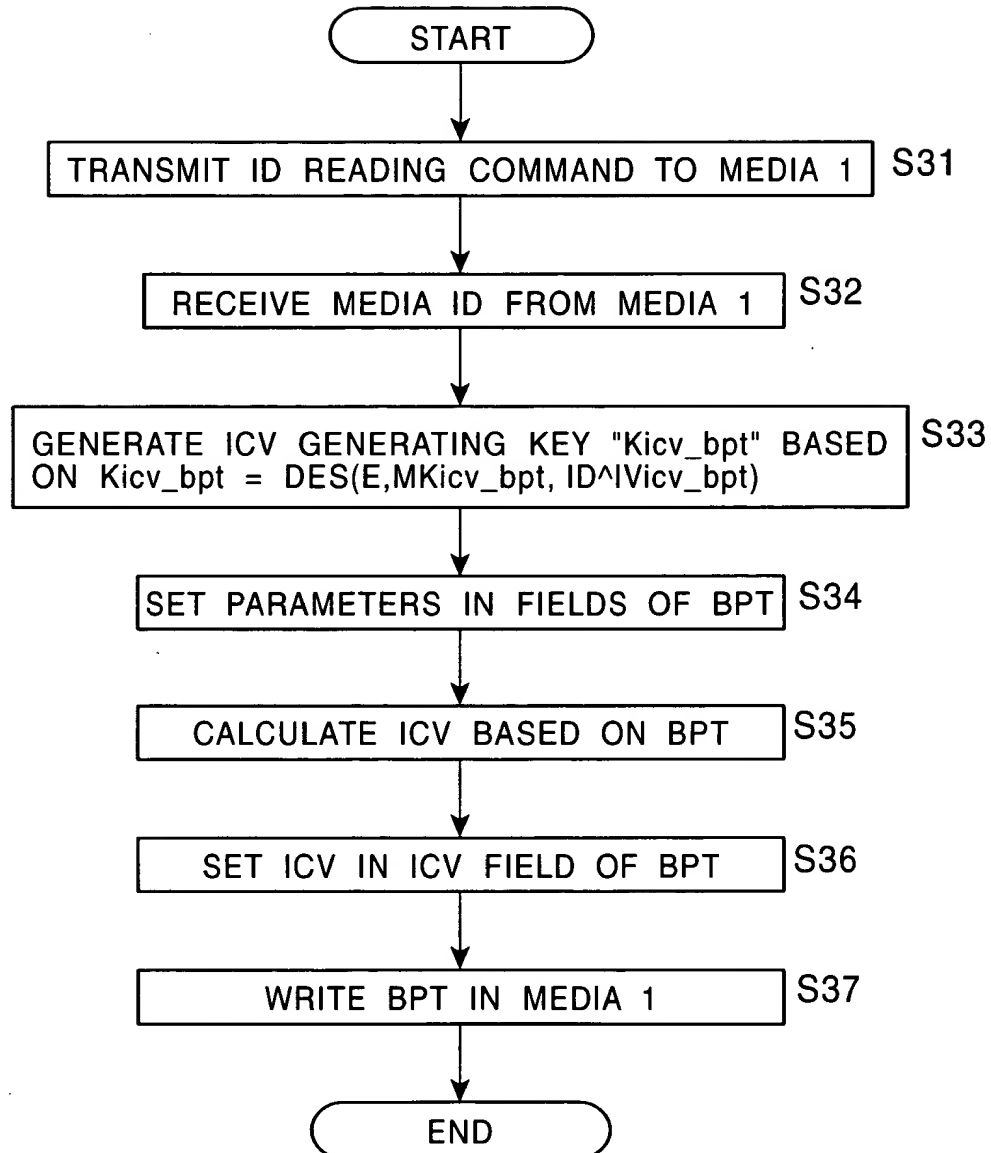 START
TRANSMIT ID READING COMMAND TO MEDIA 1
S31
RECEIVE MEDIA ID FROM MEDIA 1
S32
GENERATE ICV GENERATING KEY "Kicv_bpt" BASED
ON Kicv_bpt = DES(E,MKicv_bpt, ID^IVicv_bpt)
S33
SET PARAMETERS IN FIELDS OF BPT
S34
CALCULATE ICV BASED ON BPT
S35
SET ICV IN ICV FIELD OF BPT
S36
WRITE BPT IN MEDIA 1
S37
END